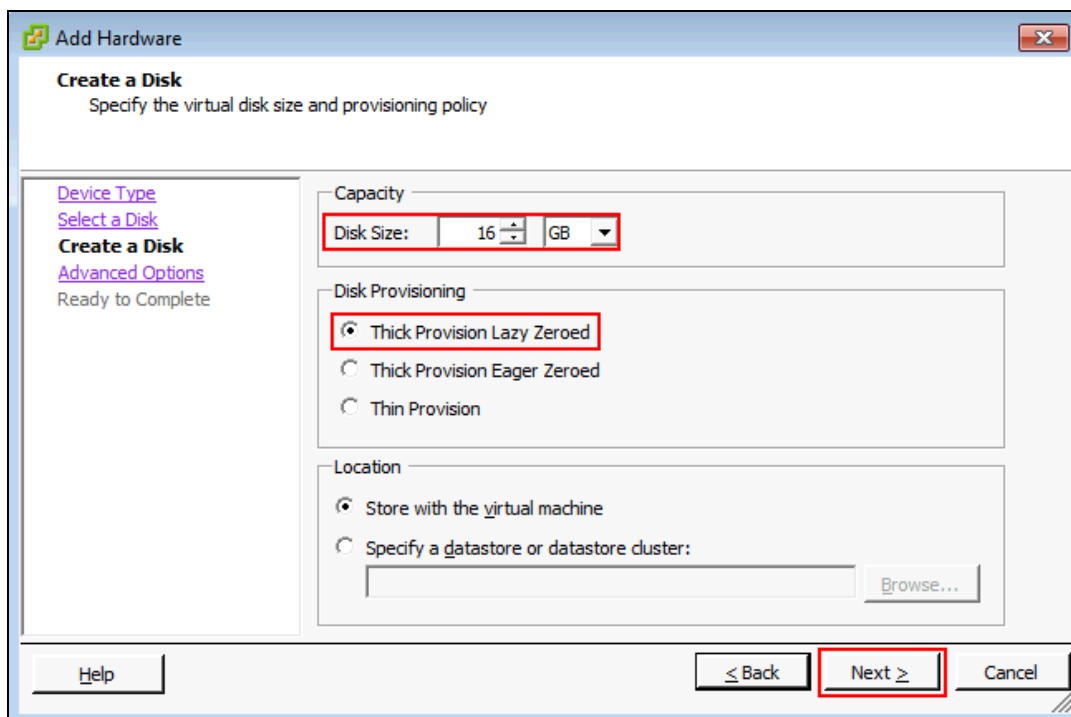 Add Hardware
Create a Disk
Specify the virtual disk size and provisioning policy
Device Type
Select a Disk
Create a Disk
Advanced Options
Ready to Complete
Capacity
Disk Size: 16 GB
Disk Provisioning
Thick Provision Lazy Zeroed
Thick Provision Eager Zeroed
Thin Provision
Location
Store with the virtual machine
Specify a datastore or datastore cluster:
Browse...
Help
< Back
Next >
Cancel